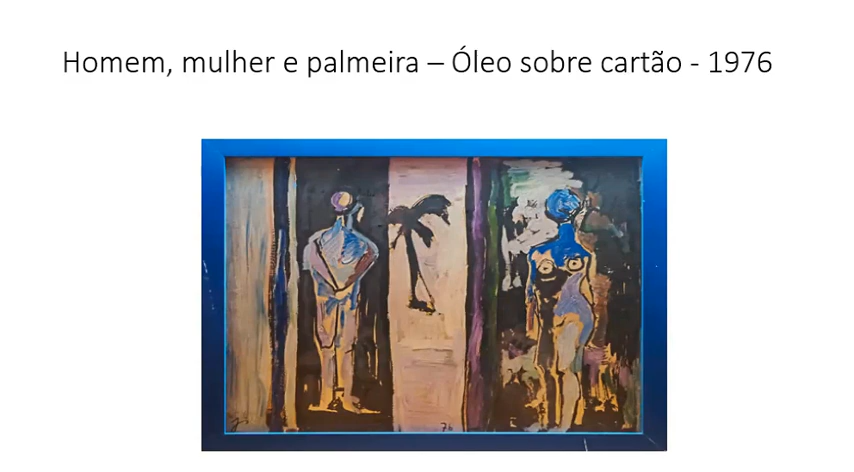 Homem, mulher e palmeira – Óleo sobre cartão - 1976
76